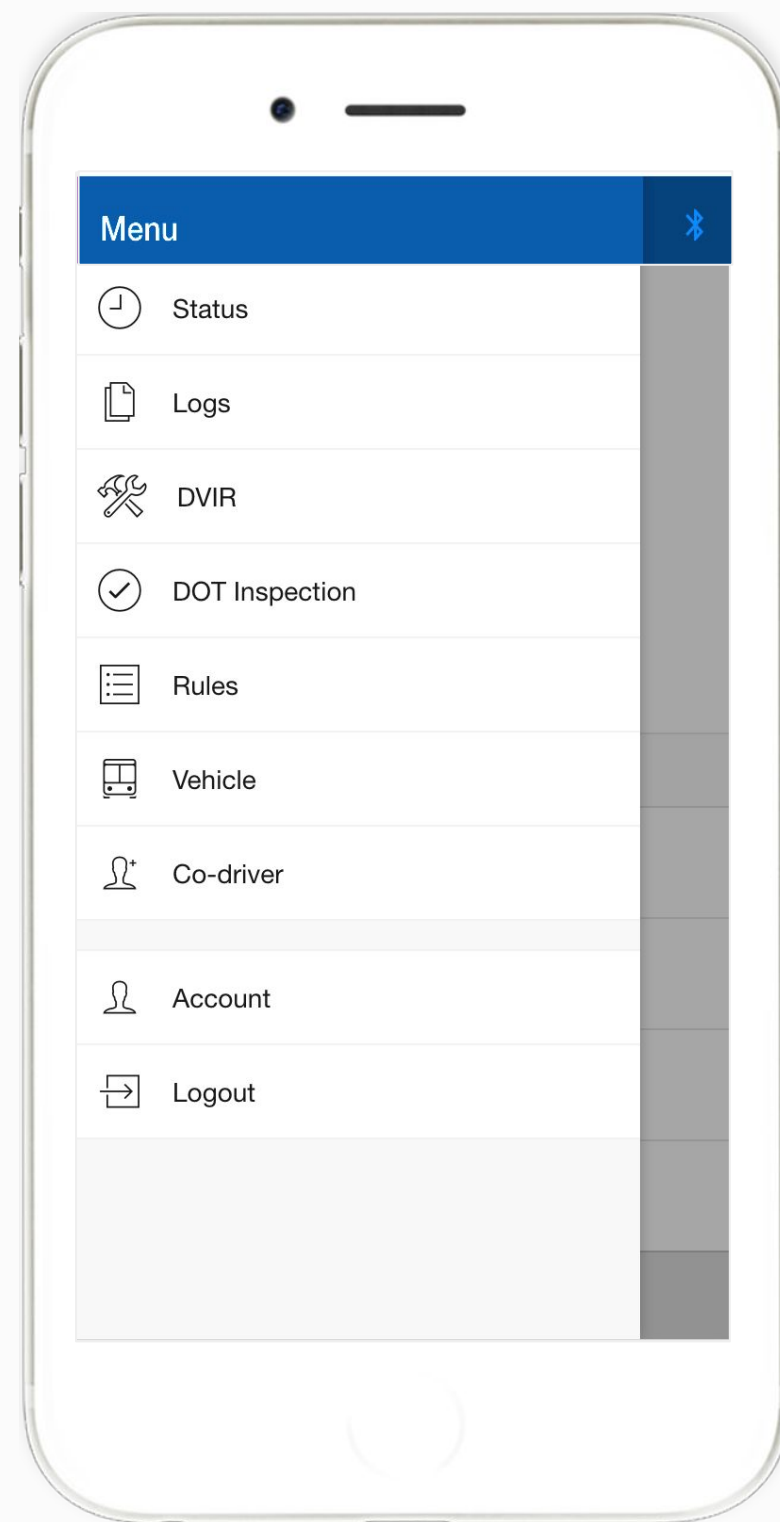 Menu
Status
Logs
DVIR
DOT Inspection
Rules
Vehicle
Co-driver
Account
Logout